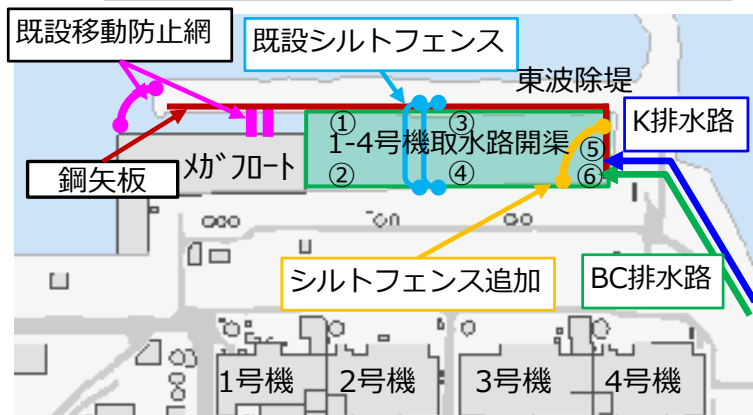 既設移動防止網
既設シルトフェンス
東波除堤
K排水路
① ③
1-4号機取水路開渠 ⑤
② ④ ⑥
鋼矢板
ﾒｶﾞﾌﾛｰﾄ
シルトフェンス追加
BC排水路
1号機 2号機 3号機 4号機